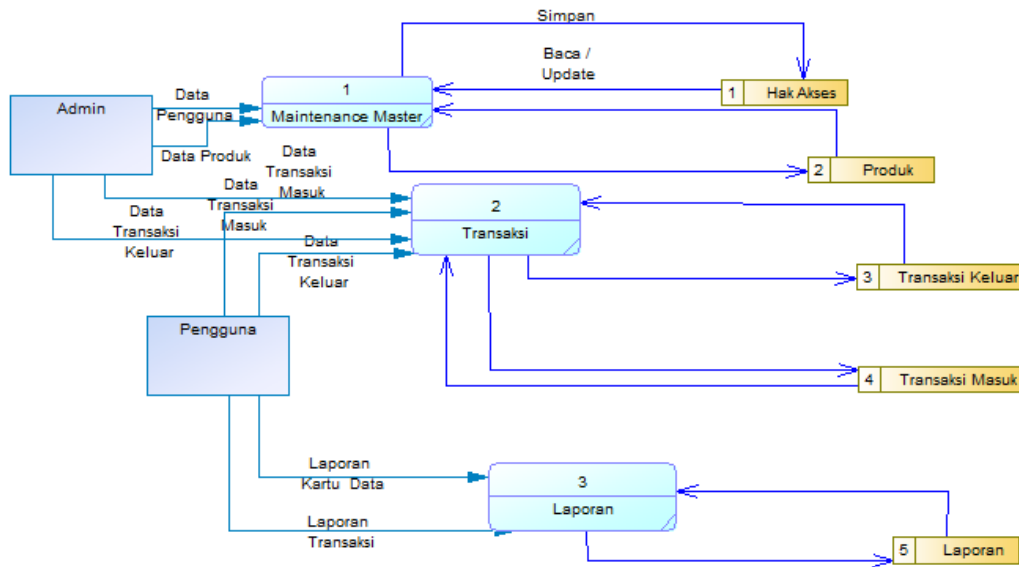 Simpan
Baca /
Update
1
Maintenance Master
1 Hak Akses
Admin
Data
Pengguna
Data Produk
2 Produk
Data
Transaksi
Masuk
Data
Transaksi
Masuk
Data
Transaksi
Keluar
2
Transaksi
Data
Transaksi
Keluar
3 Transaksi Keluar
Pengguna
4 Transaksi Masuk
Laporan
Kartu Data
3
Laporan
Laporan
Transaksi
5 Laporan